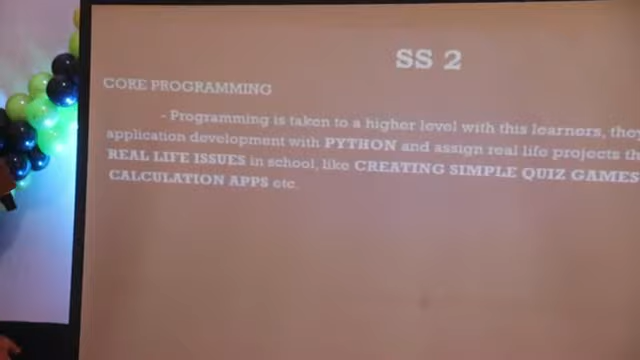 SS 2
CORE PROGRAMMING
- Programming is taken to a higher level with this learners, they
application development with PYTHON and assign real life projects
REAL LIFE ISSUES in school, like CREATING SIMPLE QUIZ GAMES
CALCULATION APPS etc.